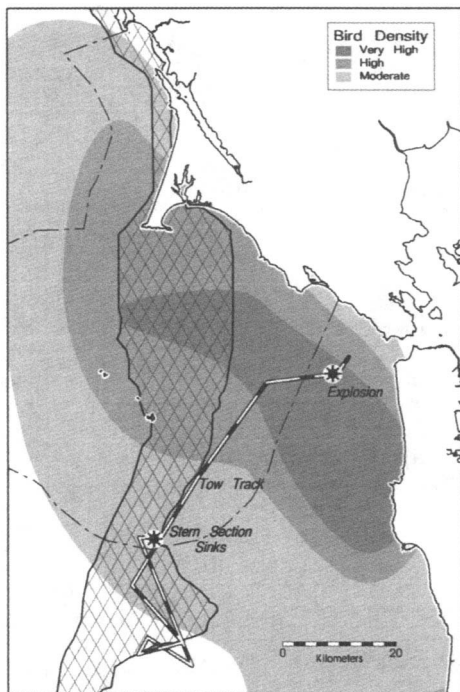 Bird Density
Very High
High
Moderate
Explosion
Tow Track
Stern Section
Sinks
0 20
Kilometers